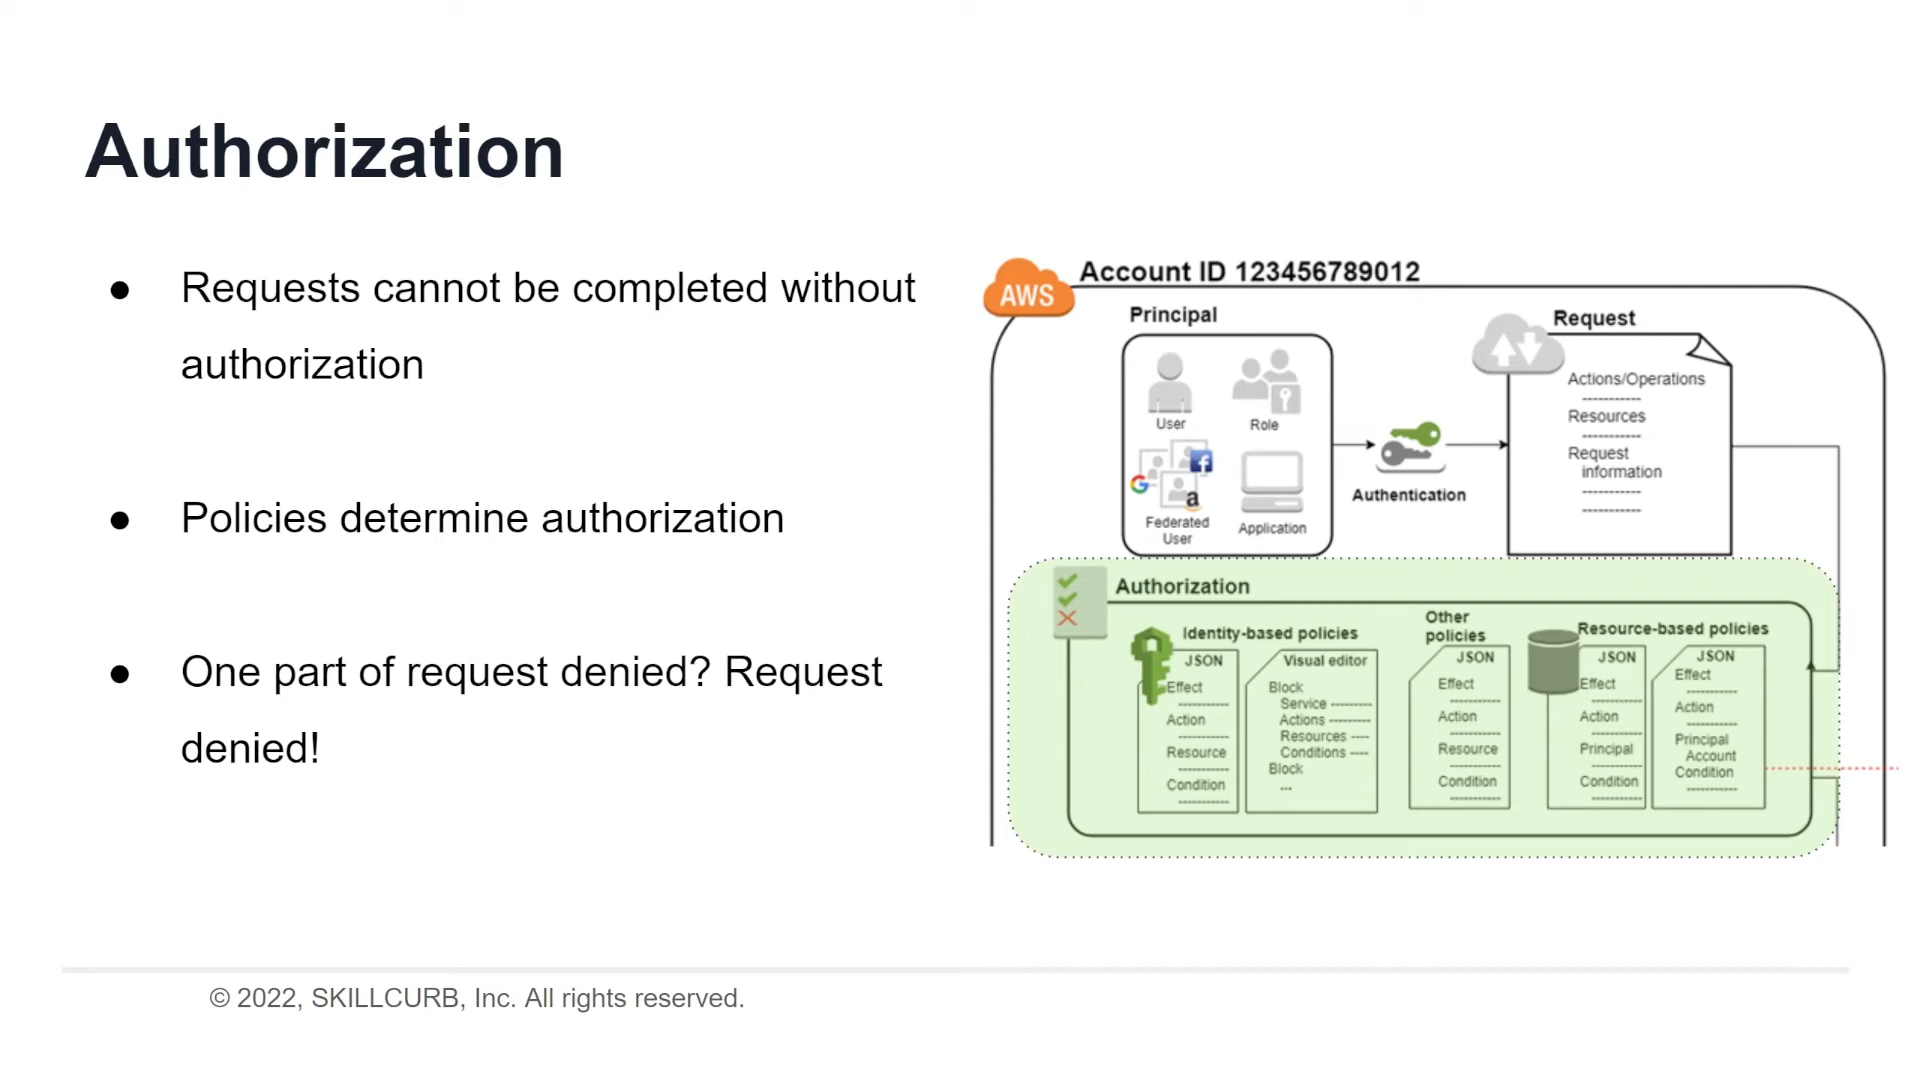 Authorization
● Requests cannot be completed without
authorization
● Policies determine authorization
● One part of request denied? Request
denied!
AWS
Account ID 123456789012
Principal
User
Role
Federated
User
Application
Authentication
Request
Actions/Operations
-----------
Resources
-----------
Request
information
-----------
-----------
Authorization
Identity-based policies
JSON
Effect
-----------
Action
-----------
Resource
-----------
Condition
-----------
Visual editor
Block
Service ---------
Actions ---------
Resources ----
Conditions ----
Block
...
Other
policies
JSON
Effect
-----------
Action
-----------
Resource
-----------
Condition
-----------
Resource-based policies
JSON
Effect
-----------
Action
-----------
Principal
-----------
Condition
-----------
JSON
Effect
-----------
Action
-----------
Principal
Account
Condition
-----------
© 2022, SKILLCURB, Inc. All rights reserved.